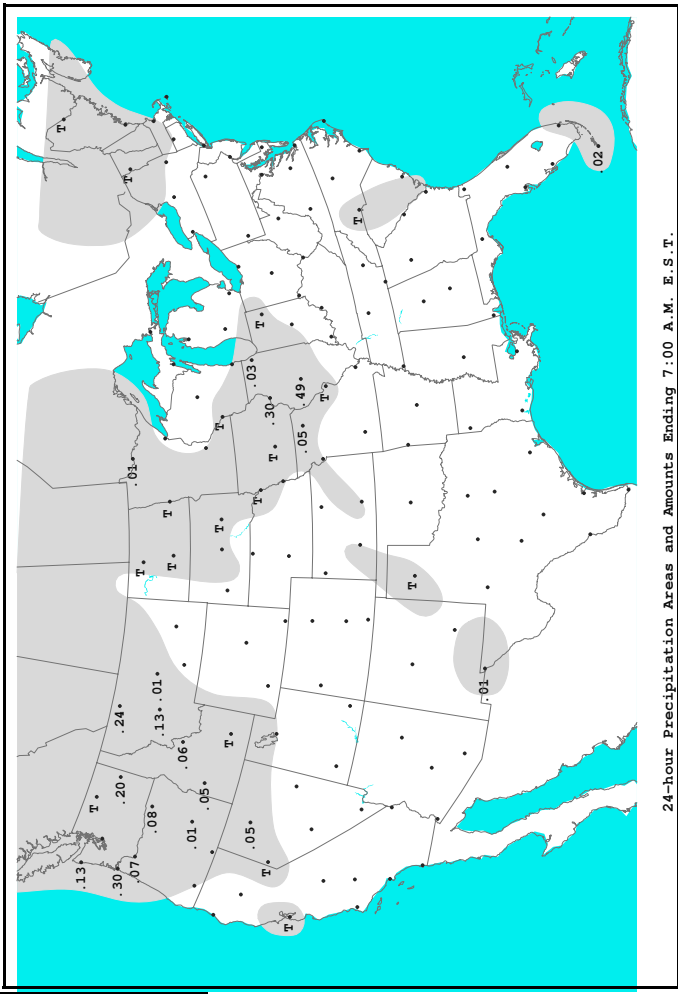 T
.13
T
.30
.20
.24
T
.07
.01
T
.08
.13
.01
T
T
.06
.01
.05
T
T
T
.05
.03
T
T
T
.30
T
T
.49
.05
T
T
T
.01
.02
24-hour Precipitation Areas and Amounts Ending 7:00 A.M. E.S.T.